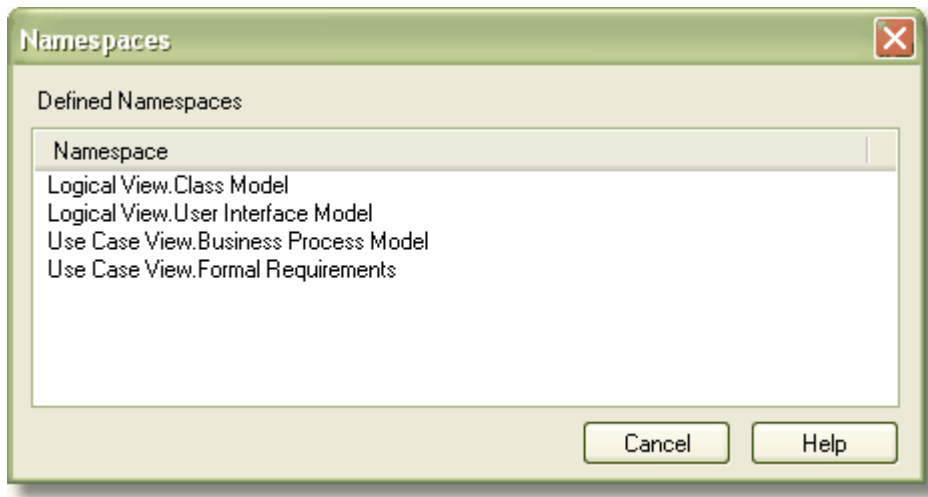 Namespaces
Defined Namespaces
Namespace
Logical View.Class Model
Logical View.User Interface Model
Use Case View.Business Process Model
Use Case View.Formal Requirements
Cancel Help